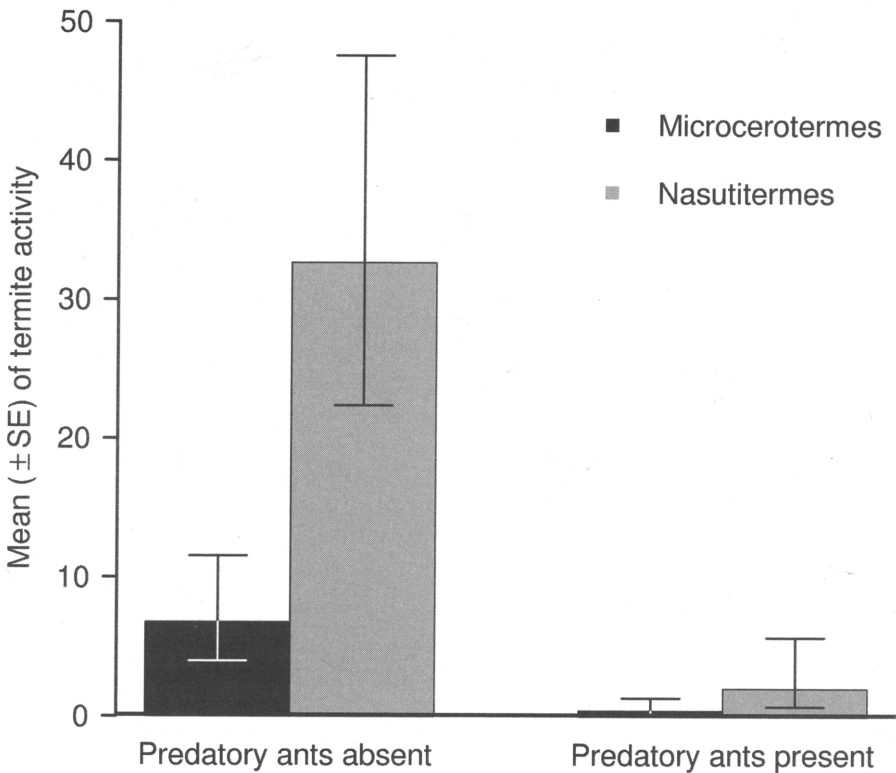 50
40
30
20
10
0
Mean (±SE) of termite activity
Microcerotermes
Nasutitermes
Predatory ants absent
Predatory ants present